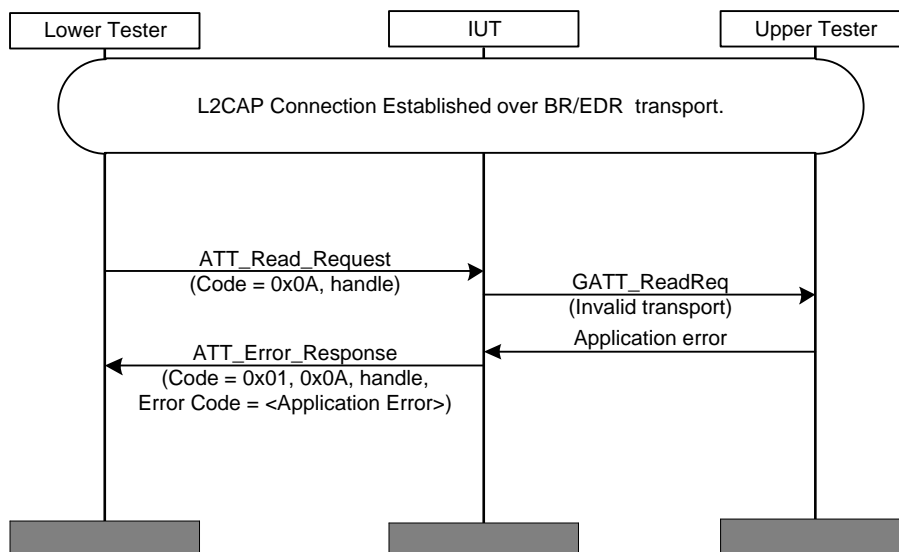 Lower Tester
IUT
Upper Tester
L2CAP Connection Established over BR/EDR transport.
ATT_Read_Request
(Code = 0x0A, handle)
GATT_ReadReq
(Invalid transport)
Application error
ATT_Error_Response
(Code = 0x01, 0x0A, handle,
Error Code = <Application Error>)